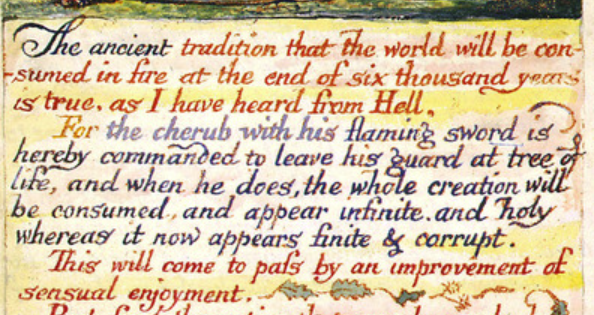 The ancient tradition that the world will be con-
-sumed in fire at the end of six thousand years
is true. as I have heard from Hell.
For the cherub with his flaming sword is
hereby commanded to leave his guard at tree of
life, and when he does, the whole creation will
be consumed, and appear infinite. and holy
whereas it now appears finite & corrupt.
This will come to paſs by an improvement of
sensual enjoyment.